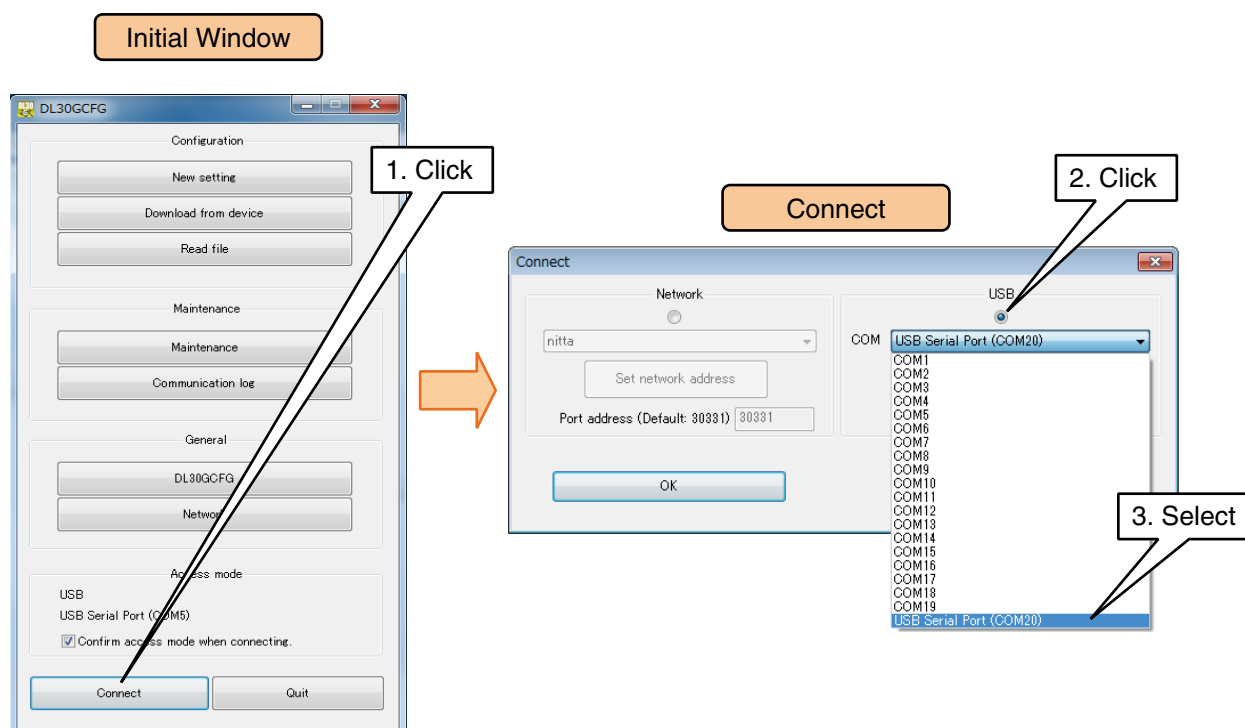 Initial Window
DL30GCFG
Configuration
New setting
Download from device
Read file
Maintenance
Maintenance
Communication log
General
DL30GCFG
Network
Access mode
USB
USB Serial Port (COM5)
Confirm access mode when connecting.
Connect
Quit
1. Click
Connect
2. Click
Connect
Network
nitta
Set network address
Port address (Default: 30331) 30331
OK
USB
COM USB Serial Port (COM20)
COM1
COM2
COM3
COM4
COM5
COM6
COM7
COM8
COM9
COM10
COM11
COM12
COM13
COM14
COM15
COM16
COM17
COM18
COM19
USB Serial Port (COM20)
3. Select